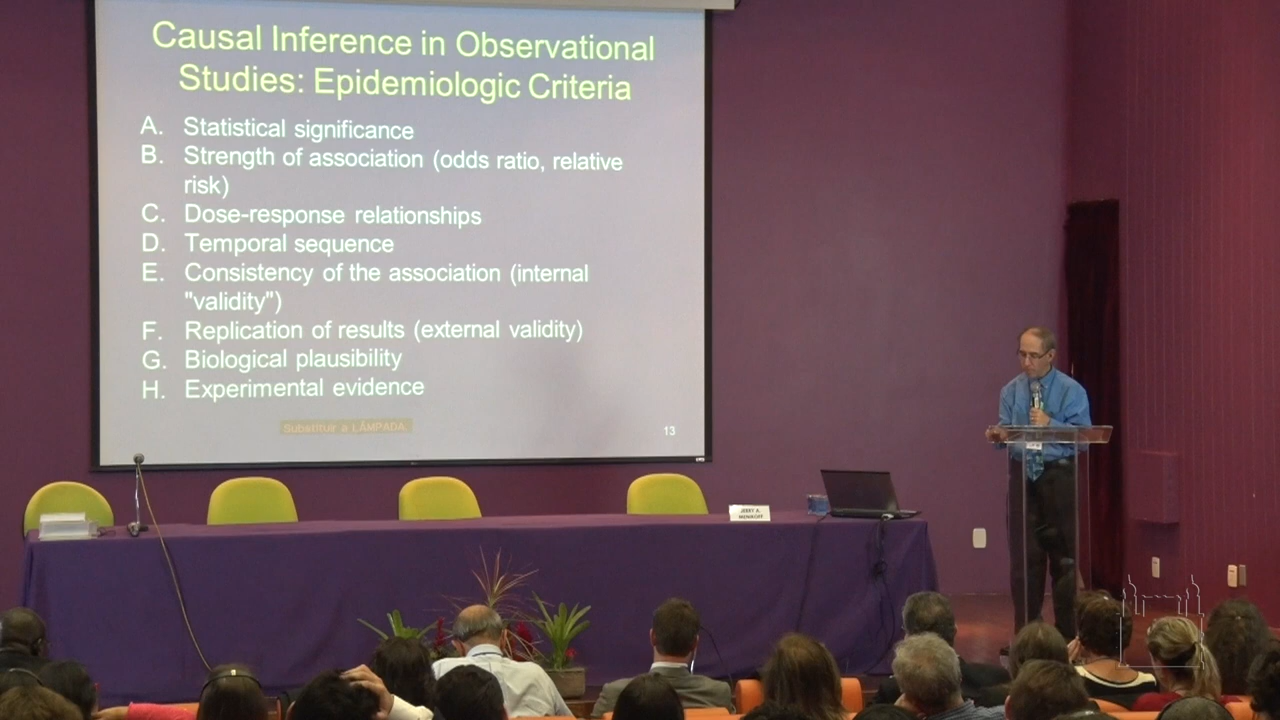 Causal Inference in Observational
Studies: Epidemiologic Criteria
A. Statistical significance
B. Strength of association (odds ratio, relative
risk)
C. Dose-response relationships
D. Temporal sequence
E. Consistency of the association (internal
"validity")
F. Replication of results (external validity)
G. Biological plausibility
H. Experimental evidence
Substituir a LÂMPADA.
13
JERRY A.
MENIKOFF